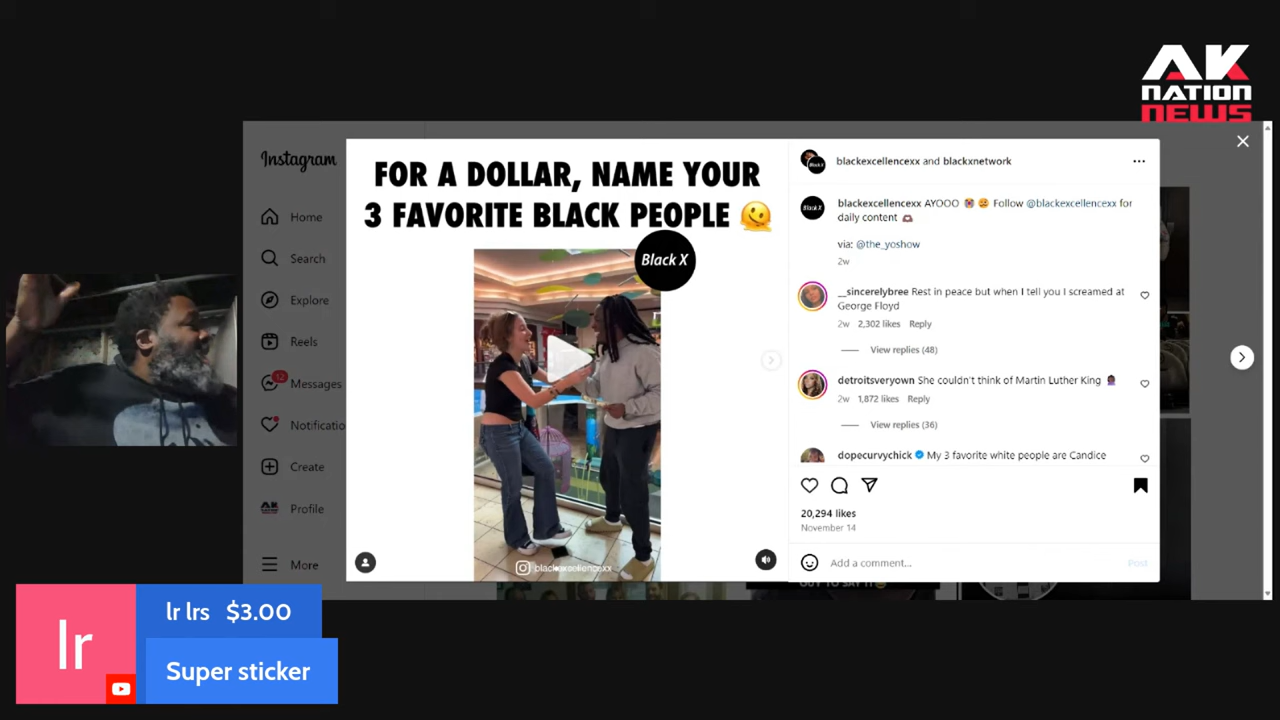 AK
NATION
NEWS
Instagram
Home
Search
Explore
Reels
12
Messages
Notificatio
Create
Profile
More
FOR A DOLLAR, NAME YOUR
3 FAVORITE BLACK PEOPLE 🫠
Black X
blackexcellencexx
blackexcellencexx and blackxnetwork
blackexcellencexx AYOOO 😭 🥴 Follow @blackexcellencexx for
daily content 🫶🏾
via: @the_yoshow
2w
__sincerelybree Rest in peace but when I tell you I screamed at
George Floyd
2w 2,302 likes Reply
View replies (48)
detroitsveryown She couldn't think of Martin Luther King 🤦🏿‍♀️
2w 1,872 likes Reply
View replies (36)
dopecurvychick My 3 favorite white people are Candice
20,294 likes
November 14
Add a comment...
Post
lr
lr lrs $3.00
Super sticker